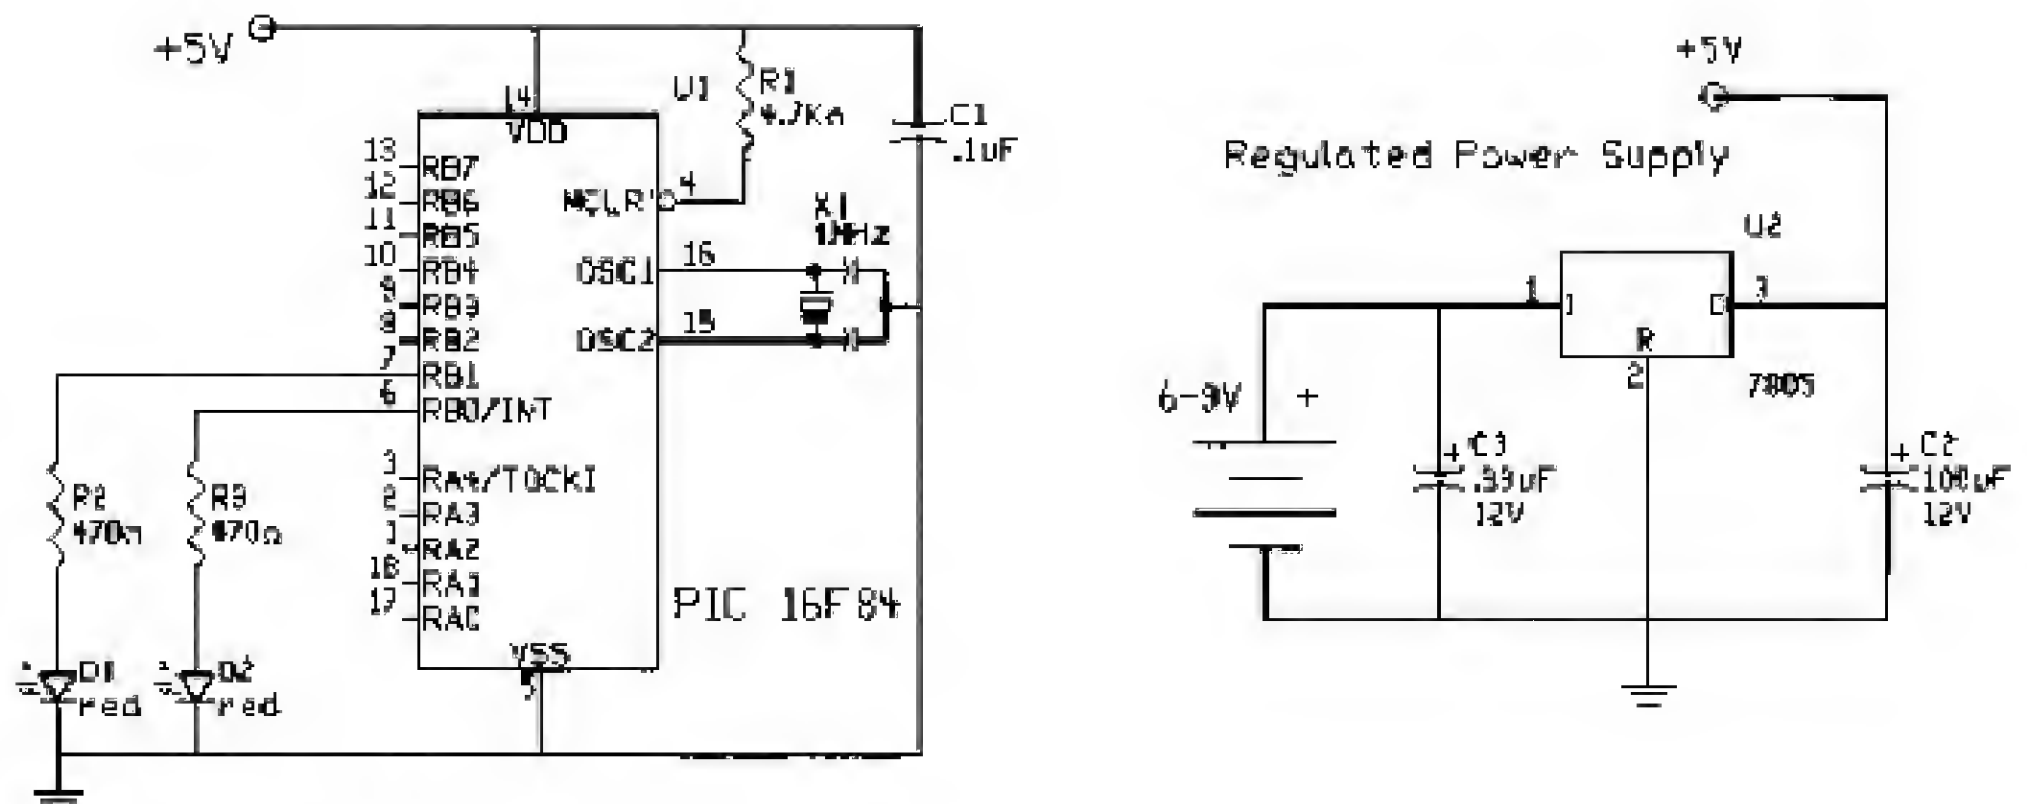 +5V
U1
R1
4.7KΩ
C1
.1uF
14
VDD
13
RB7
12
RB6
11
RB5
10
RB4
9
RB3
8
RB2
7
RB1
6
RB0/INT
MCLR
4
X1
1MHz
OSC1
16
OSC2
15
3
RA4/TOCKI
2
RA3
1
RA2
18
RA1
17
RA0
VSS
5
PIC 16F84
R2
470Ω
R3
470Ω
D1
red
D2
red
+5V
Regulated Power Supply
U2
1
I
O
3
R
2
7805
6-9V +
+ C3
.33uF
12V
+ C2
100uF
12V